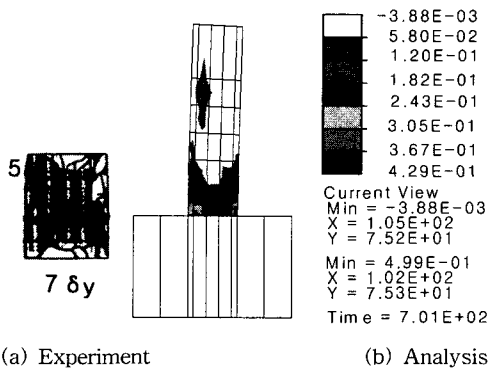 -3.88E-03
5.80E-02
1.20E-01
1.82E-01
2.43E-01
3.05E-01
3.67E-01
4.29E-01
Current View
Min = -3.88E-03
X = 1.05E+02
Y = 7.52E+01
Min = 4.99E-01
X = 1.02E+02
Y = 7.53E+01
Time = 7.01E+02
5
7 δy
(a) Experiment
(b) Analysis